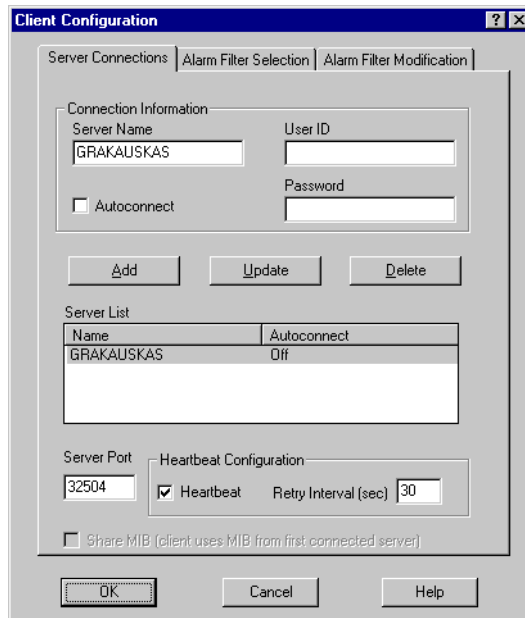 Client Configuration
Server Connections
Alarm Filter Selection
Alarm Filter Modification
Connection Information
Server Name
User ID
GRAKAUSKAS
Password
Autoconnect
Add
Update
Delete
Server List
Name
Autoconnect
GRAKAUSKAS
Off
Server Port
Heartbeat Configuration
32504
Heartbeat
Retry Interval (sec)
30
Share MIB (client uses MIB from first connected server)
OK
Cancel
Help